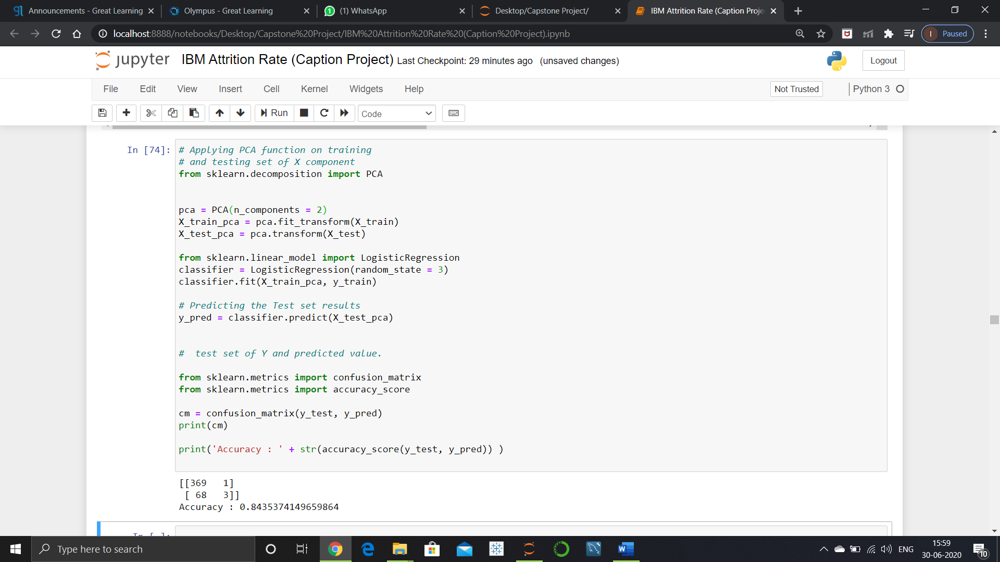 Announcements - Great Learning
Olympus - Great Learning
(1) WhatsApp
Desktop/Capstone Project/
IBM Attrition Rate (Caption Proje
localhost:8888/notebooks/Desktop/Capstone%20Project/IBM%20Attrition%20Rate%20(Caption%20Project).ipynb
I Paused
jupyter IBM Attrition Rate (Caption Project) Last Checkpoint: 29 minutes ago (unsaved changes)
Logout
File Edit View Insert Cell Kernel Widgets Help
Not Trusted Python 3
Run Code
In [74]: # Applying PCA function on training
# and testing set of X component
from sklearn.decomposition import PCA
pca = PCA(n_components = 2)
X_train_pca = pca.fit_transform(X_train)
X_test_pca = pca.transform(X_test)
from sklearn.linear_model import LogisticRegression
classifier = LogisticRegression(random_state = 3)
classifier.fit(X_train_pca, y_train)
# Predicting the Test set results
y_pred = classifier.predict(X_test_pca)
#  test set of Y and predicted value.
from sklearn.metrics import confusion_matrix
from sklearn.metrics import accuracy_score
cm = confusion_matrix(y_test, y_pred)
print(cm)
print('Accuracy : ' + str(accuracy_score(y_test, y_pred)) )
[[369   1]
 [ 68   3]]
Accuracy : 0.8435374149659864
In [ ]:
Type here to search
ENG
15:59
30-06-2020
10